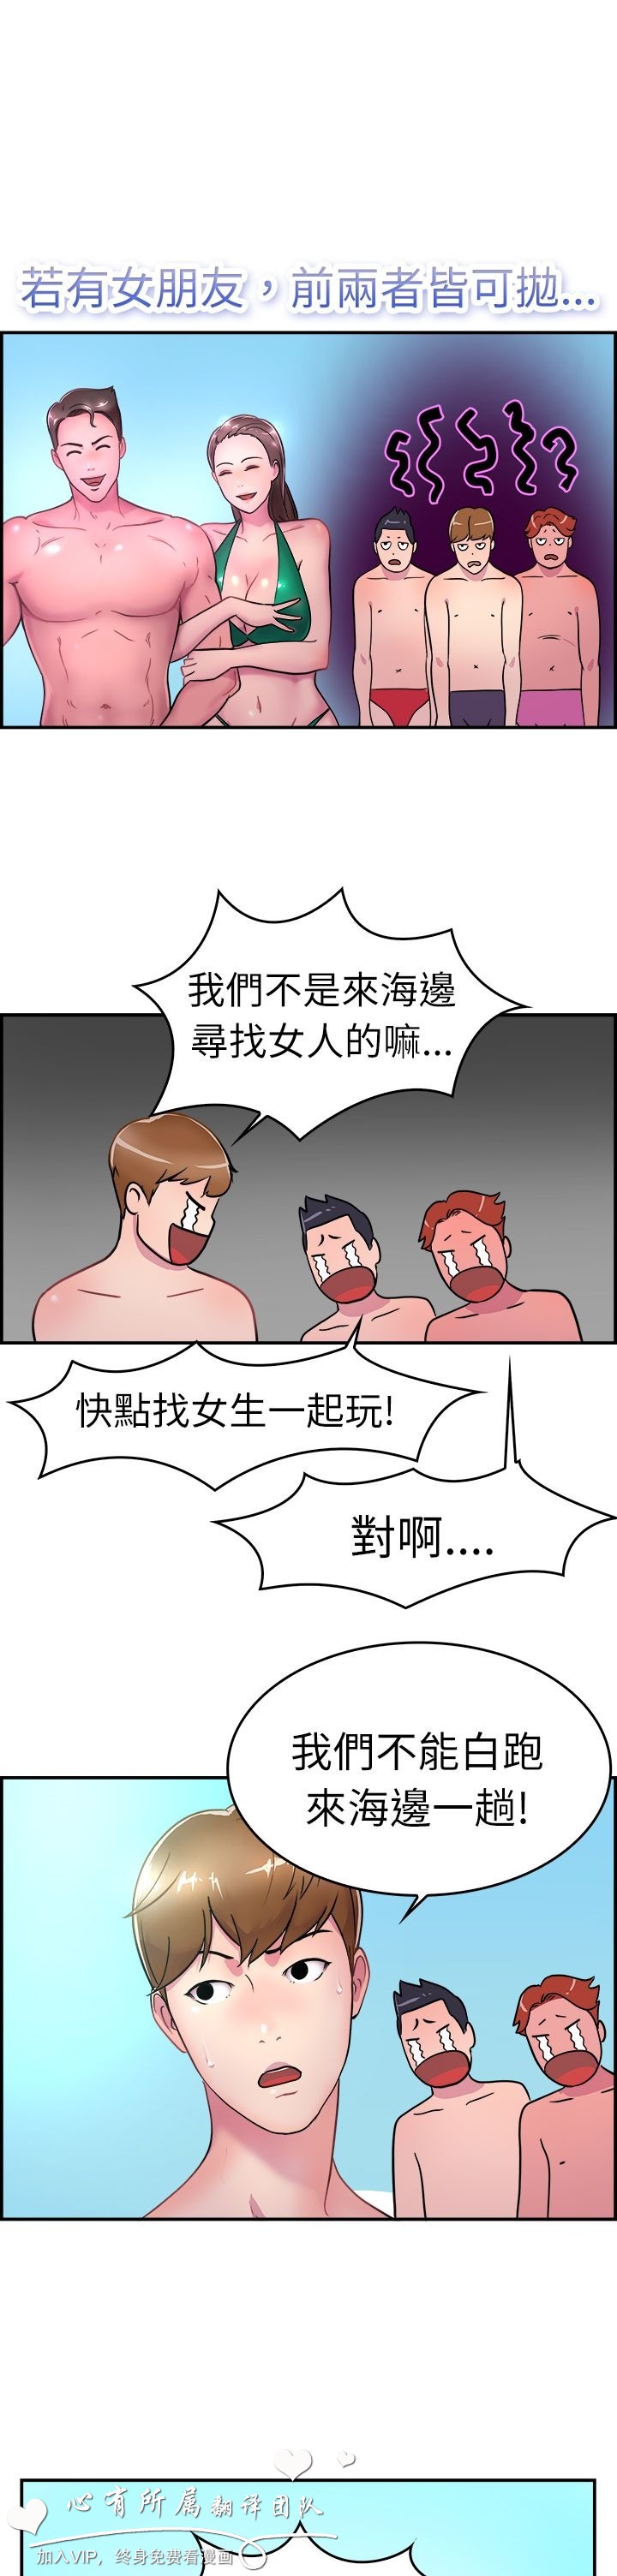 若有女朋友，前兩者皆可拋...
我們不是來海邊
尋找女人的嘛...
快點找女生一起玩!
對啊....
我們不能白跑
來海邊一趟!
心有所属翻译团队
加入VIP，终身免费看漫画